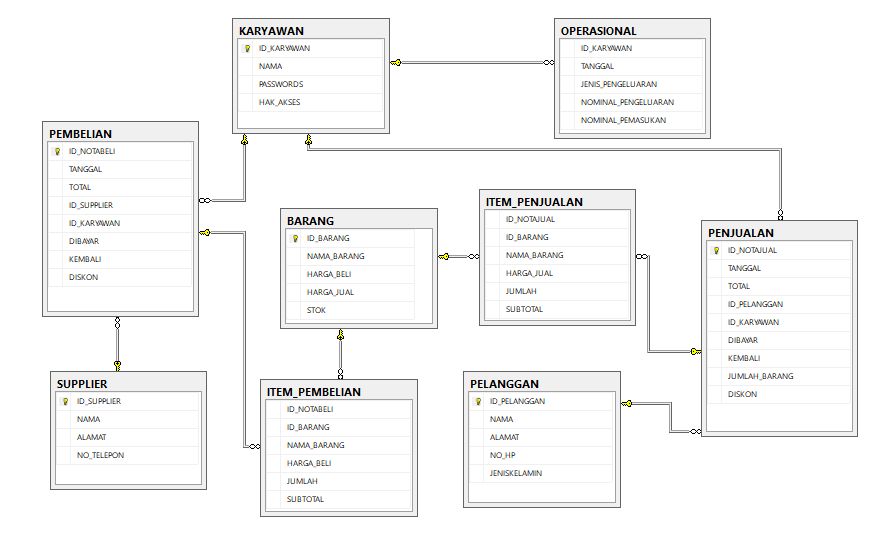 KARYAWAN
ID_KARYAWAN
NAMA
PASSWORDS
HAK_AKSES
OPERASIONAL
ID_KARYAWAN
TANGGAL
JENIS_PENGELUARAN
NOMINAL_PENGELUARAN
NOMINAL_PEMASUKAN
PEMBELIAN
ID_NOTABELI
TANGGAL
TOTAL
ID_SUPPLIER
ID_KARYAWAN
DIBAYAR
KEMBALI
DISKON
BARANG
ID_BARANG
NAMA_BARANG
HARGA_BELI
HARGA_JUAL
STOK
ITEM_PENJUALAN
ID_NOTAJUAL
ID_BARANG
NAMA_BARANG
HARGA_JUAL
JUMLAH
SUBTOTAL
PENJUALAN
ID_NOTAJUAL
TANGGAL
TOTAL
ID_PELANGGAN
ID_KARYAWAN
DIBAYAR
KEMBALI
JUMLAH_BARANG
DISKON
SUPPLIER
ID_SUPPLIER
NAMA
ALAMAT
NO_TELEPON
ITEM_PEMBELIAN
ID_NOTABELI
ID_BARANG
NAMA_BARANG
HARGA_BELI
JUMLAH
SUBTOTAL
PELANGGAN
ID_PELANGGAN
NAMA
ALAMAT
NO_HP
JENISKELAMIN